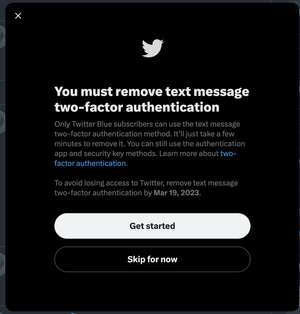 You must remove text message
two-factor authentication
Only Twitter Blue subscribers can use the text message
two-factor authentication method. It'll just take a few
minutes to remove it. You can still use the authentication
app and security key methods. Learn more about two-
factor authentication.
To avoid losing access to Twitter, remove text message
two-factor authentication by Mar 19, 2023.
Get started
Skip for now